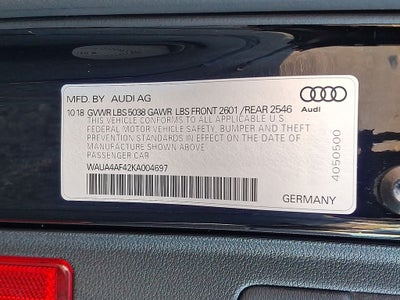 MFD. BY AUDI AG
10 18 GVWR LBS 5038 GAWR LBS FRONT 2601 / REAR 2546
THIS VEHICLE CONFORMS TO ALL APPLICABLE U.S.
FEDERAL MOTOR VEHICLE SAFETY, BUMPER AND THEFT
PREVENTION STANDARDS IN EFFECT ON THE DATE OF
MANUFACTURE SHOWN ABOVE.
PASSENGER CAR
WAUA4AF42KA004697
Audi
4050500
GERMANY